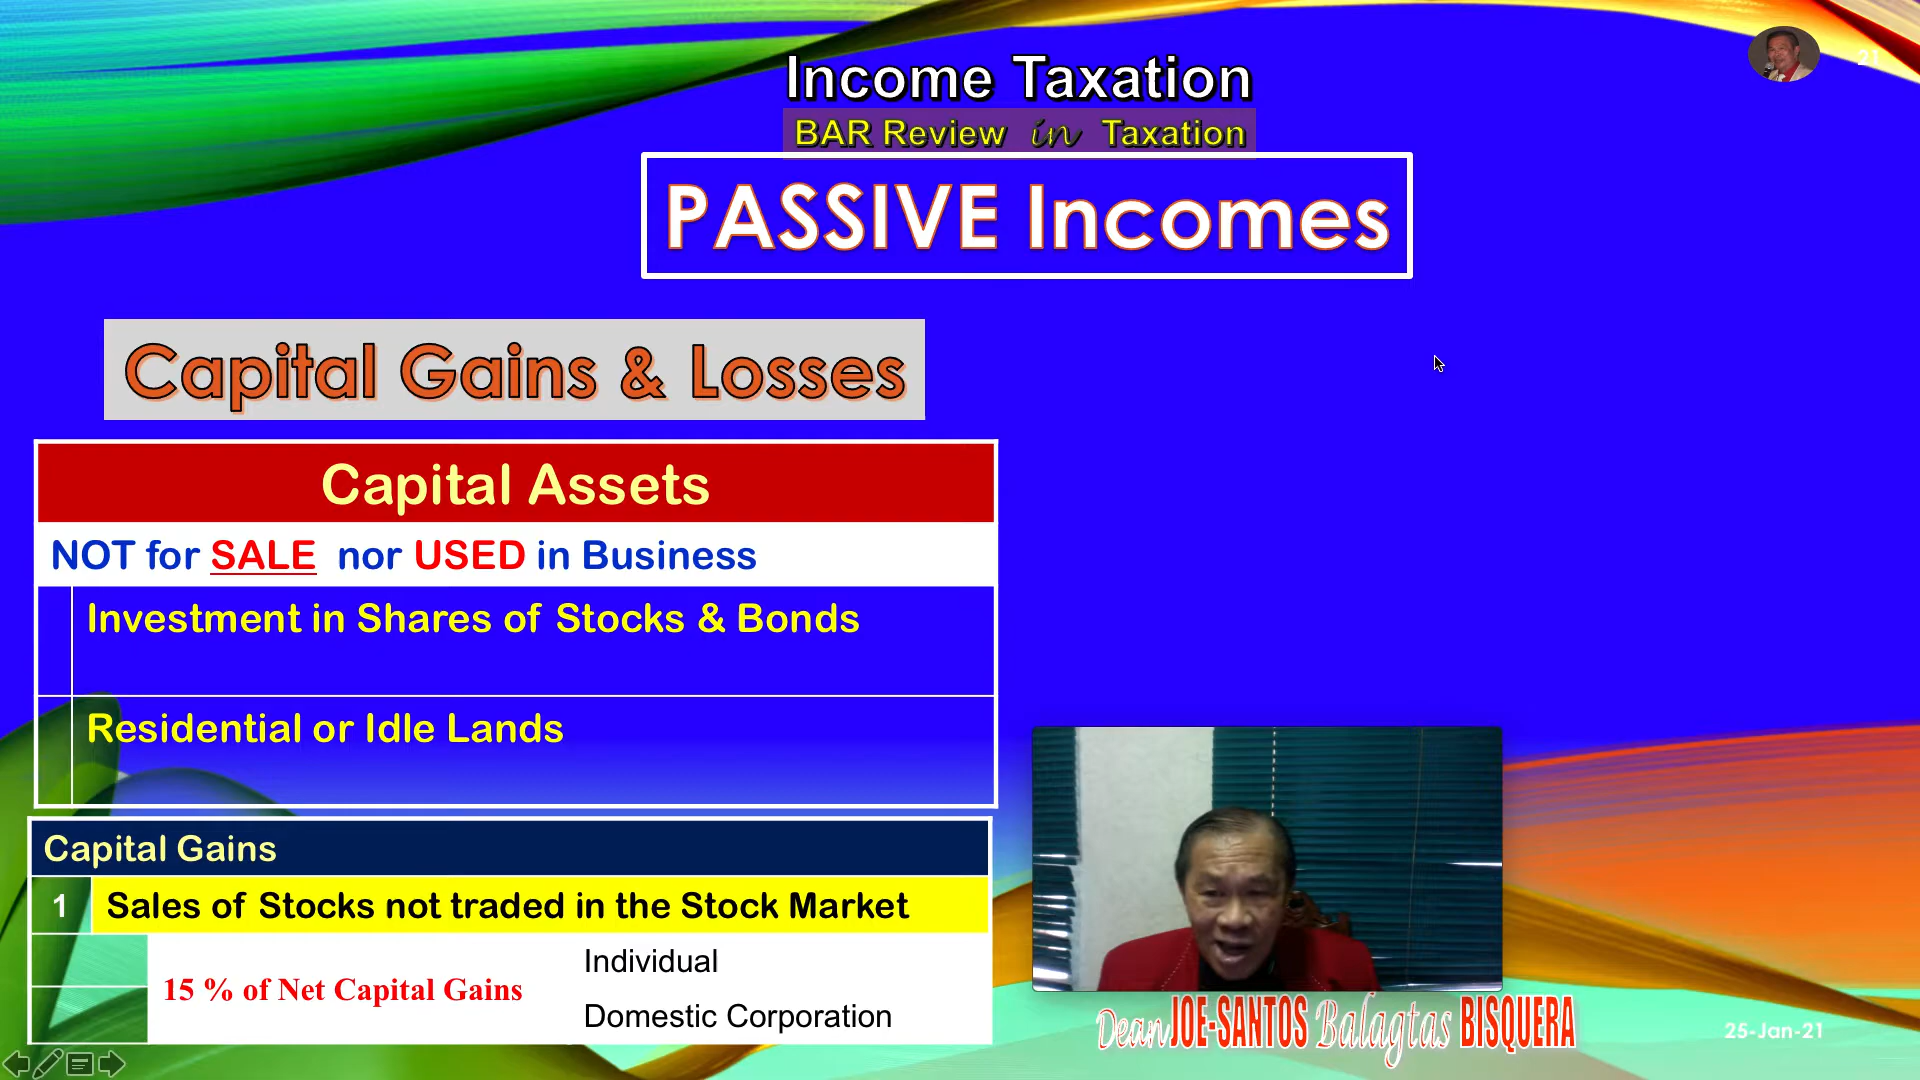 21
Income Taxation
BAR Review in Taxation
PASSIVE Incomes
Capital Gains & Losses
Capital Assets
NOT for SALE nor USED in Business
Investment in Shares of Stocks & Bonds
Residential or Idle Lands
Capital Gains
1 Sales of Stocks not traded in the Stock Market
15 % of Net Capital Gains
Individual
Domestic Corporation
Dean JOE-SANTOS Balagtas BISQUERA
25-Jan-21